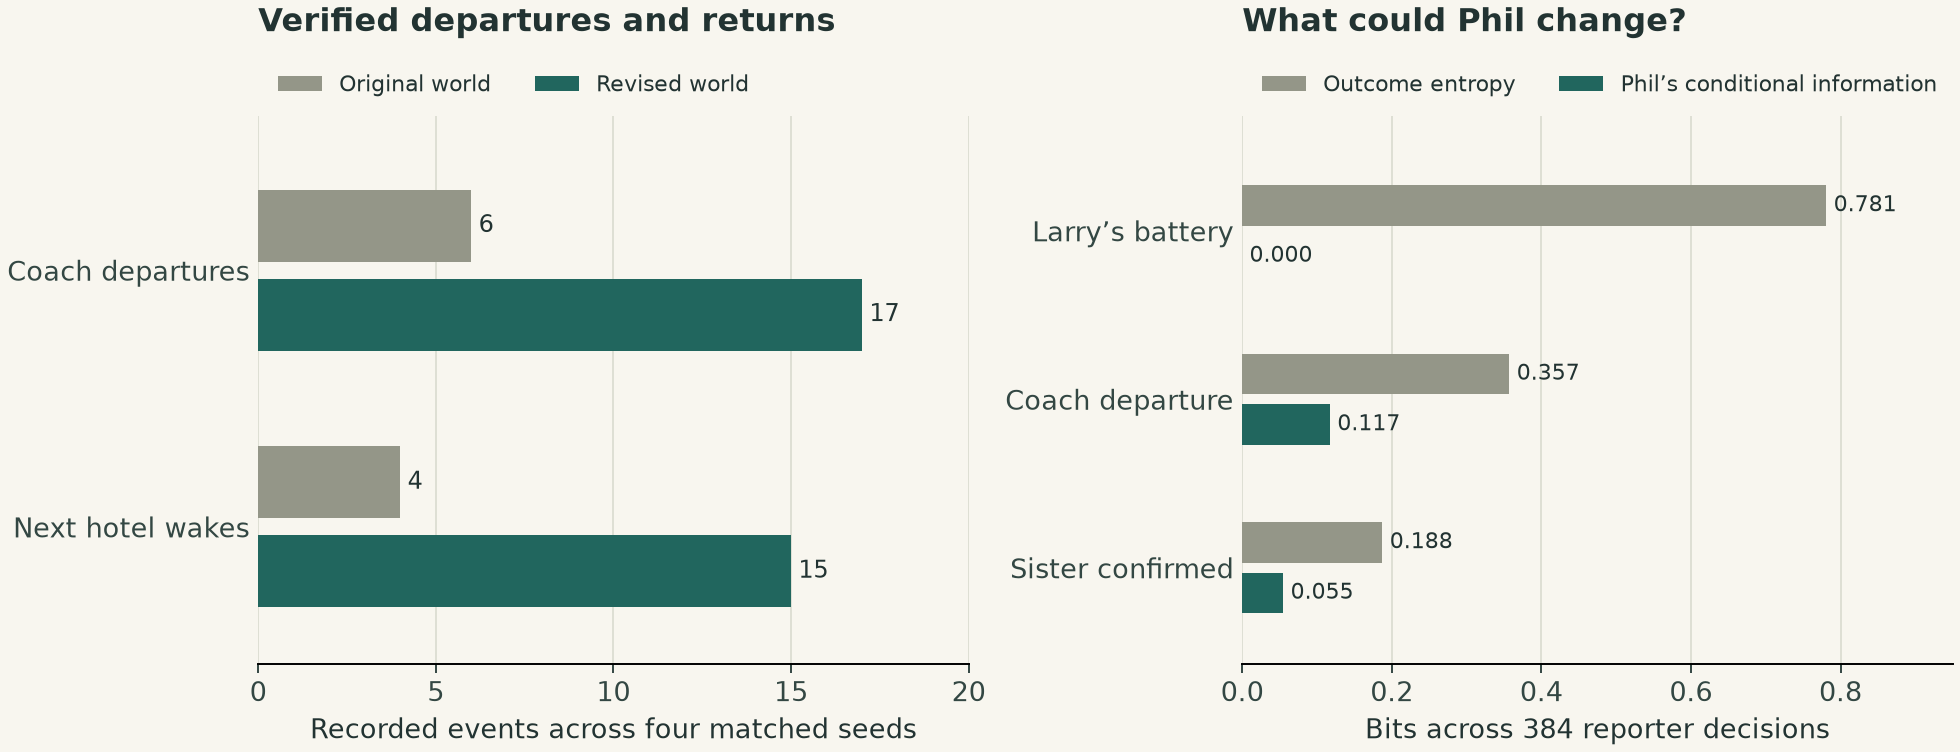 Verified departures and returns
Original world
Revised world
Coach departures
6
17
Next hotel wakes
4
15
0
5
10
15
20
Recorded events across four matched seeds
What could Phil change?
Outcome entropy
Phil’s conditional information
Larry’s battery
0.781
0.000
Coach departure
0.357
0.117
Sister confirmed
0.188
0.055
0.0
0.2
0.4
0.6
0.8
Bits across 384 reporter decisions